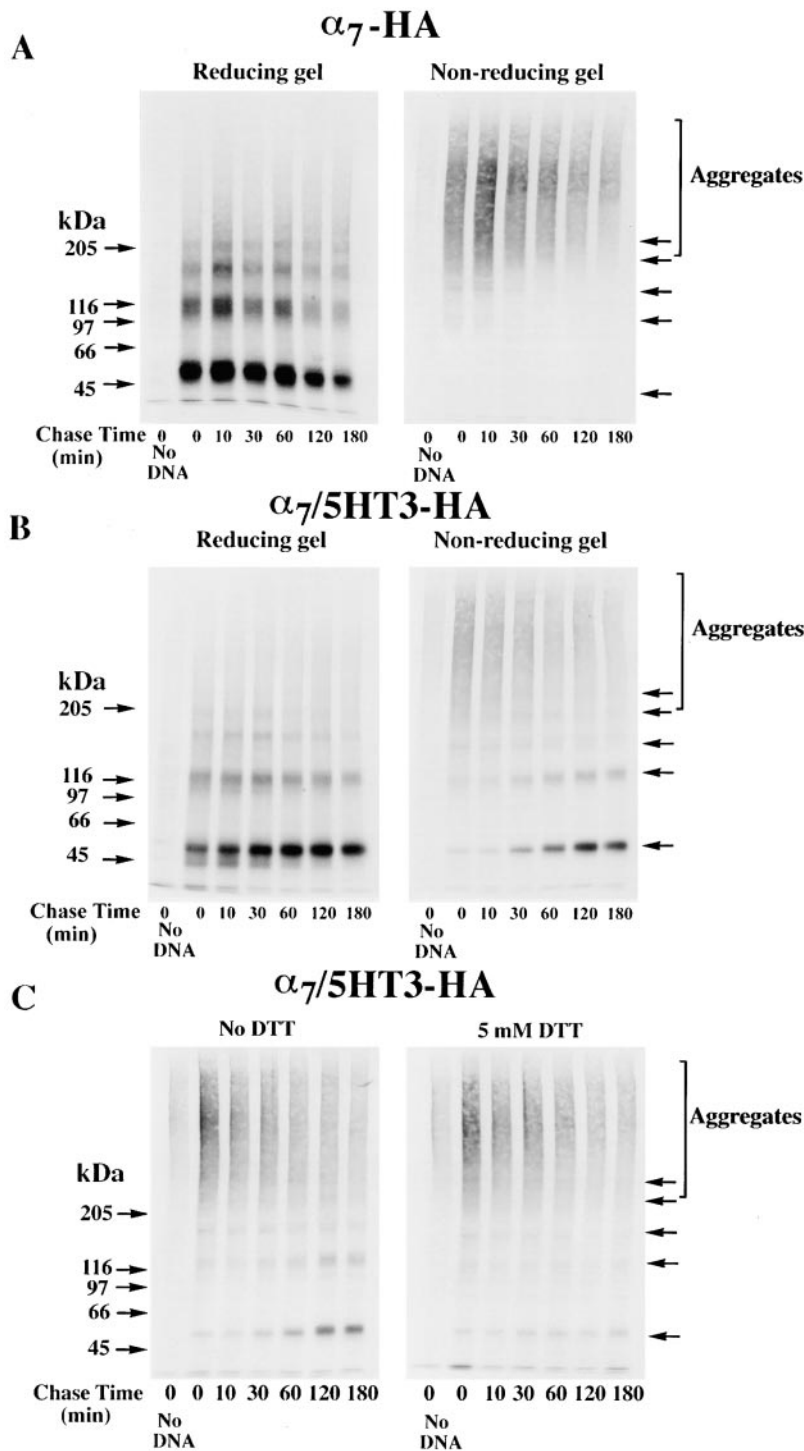 α7-HA
A
Reducing gel
Non-reducing gel
Aggregates
kDa
205
116
97
66
45
Chase Time 0 0 10 30 60 120 180 0 0 10 30 60 120 180
(min) No DNA No DNA
α7/5HT3-HA
B
Reducing gel
Non-reducing gel
Aggregates
kDa
205
116
97
66
45
Chase Time 0 0 10 30 60 120 180 0 0 10 30 60 120 180
(min) No DNA No DNA
α7/5HT3-HA
C
No DTT
5 mM DTT
Aggregates
kDa
205
116
97
66
45
Chase Time 0 0 10 30 60 120 180 0 0 10 30 60 120 180
(min) No DNA No DNA